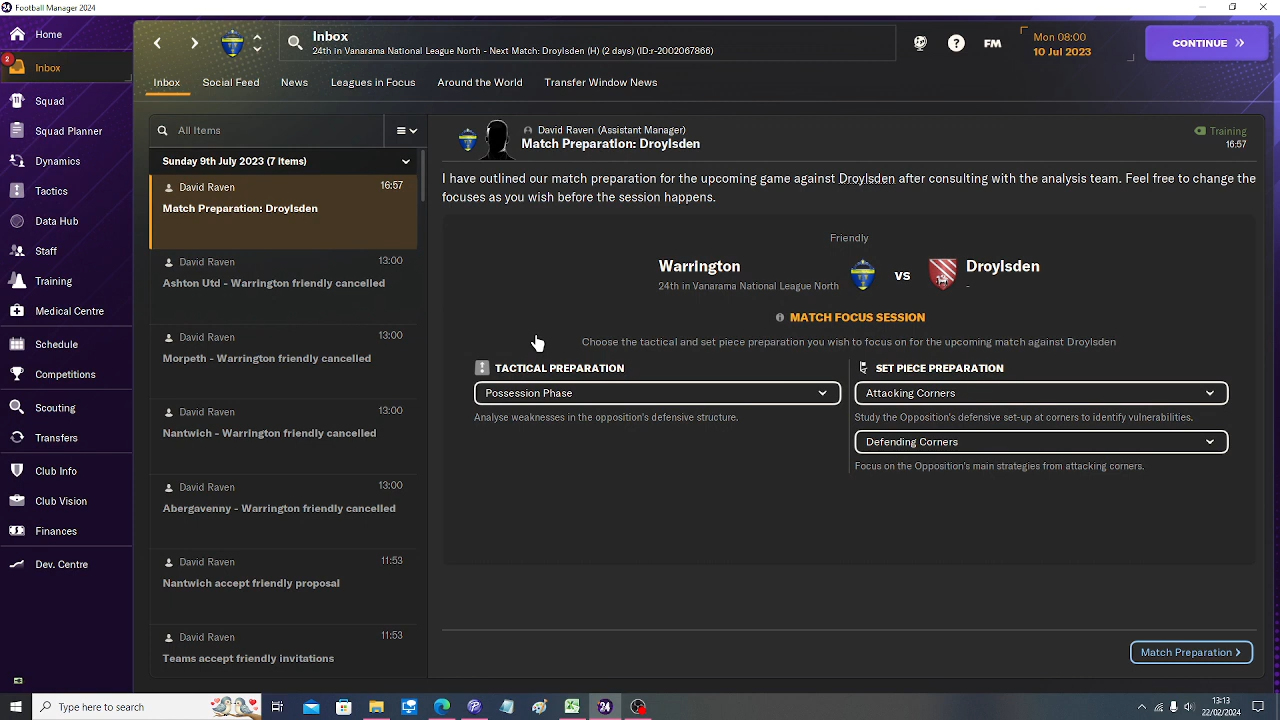 24 Football Manager 2024
Home
2
Inbox
Squad
Squad Planner
Dynamics
Tactics
Data Hub
Staff
Training
Medical Centre
Schedule
Competitions
Scouting
Transfers
Club Info
Club Vision
Finances
Dev. Centre
Inbox
24th in Vanarama National League North - Next Match: Droylsden (H) (2 days) (ID:r-2002067866)
? FM
Mon 08:00
10 Jul 2023
CONTINUE
Inbox Social Feed News Leagues in Focus Around the World Transfer Window News
All Items
Sunday 9th July 2023 (7 Items)
David Raven 16:57
Match Preparation: Droylsden
David Raven 13:00
Ashton Utd - Warrington friendly cancelled
David Raven 13:00
Morpeth - Warrington friendly cancelled
David Raven 13:00
Nantwich - Warrington friendly cancelled
David Raven 13:00
Abergavenny - Warrington friendly cancelled
David Raven 11:53
Nantwich accept friendly proposal
David Raven 11:53
Teams accept friendly invitations
David Raven (Assistant Manager)
Match Preparation: Droylsden
Training
16:57
I have outlined our match preparation for the upcoming game against Droylsden after consulting with the analysis team. Feel free to change the
focuses as you wish before the session happens.
Friendly
Warrington
24th in Vanarama National League North
vs
Droylsden
-
MATCH FOCUS SESSION
Choose the tactical and set piece preparation you wish to focus on for the upcoming match against Droylsden
TACTICAL PREPARATION
Possession Phase
Analyse weaknesses in the opposition's defensive structure.
SET PIECE PREPARATION
Attacking Corners
Study the Opposition's defensive set-up at corners to identify vulnerabilities.
Defending Corners
Focus on the Opposition's main strategies from attacking corners.
Match Preparation >
Type here to search
24
13:13
22/02/2024